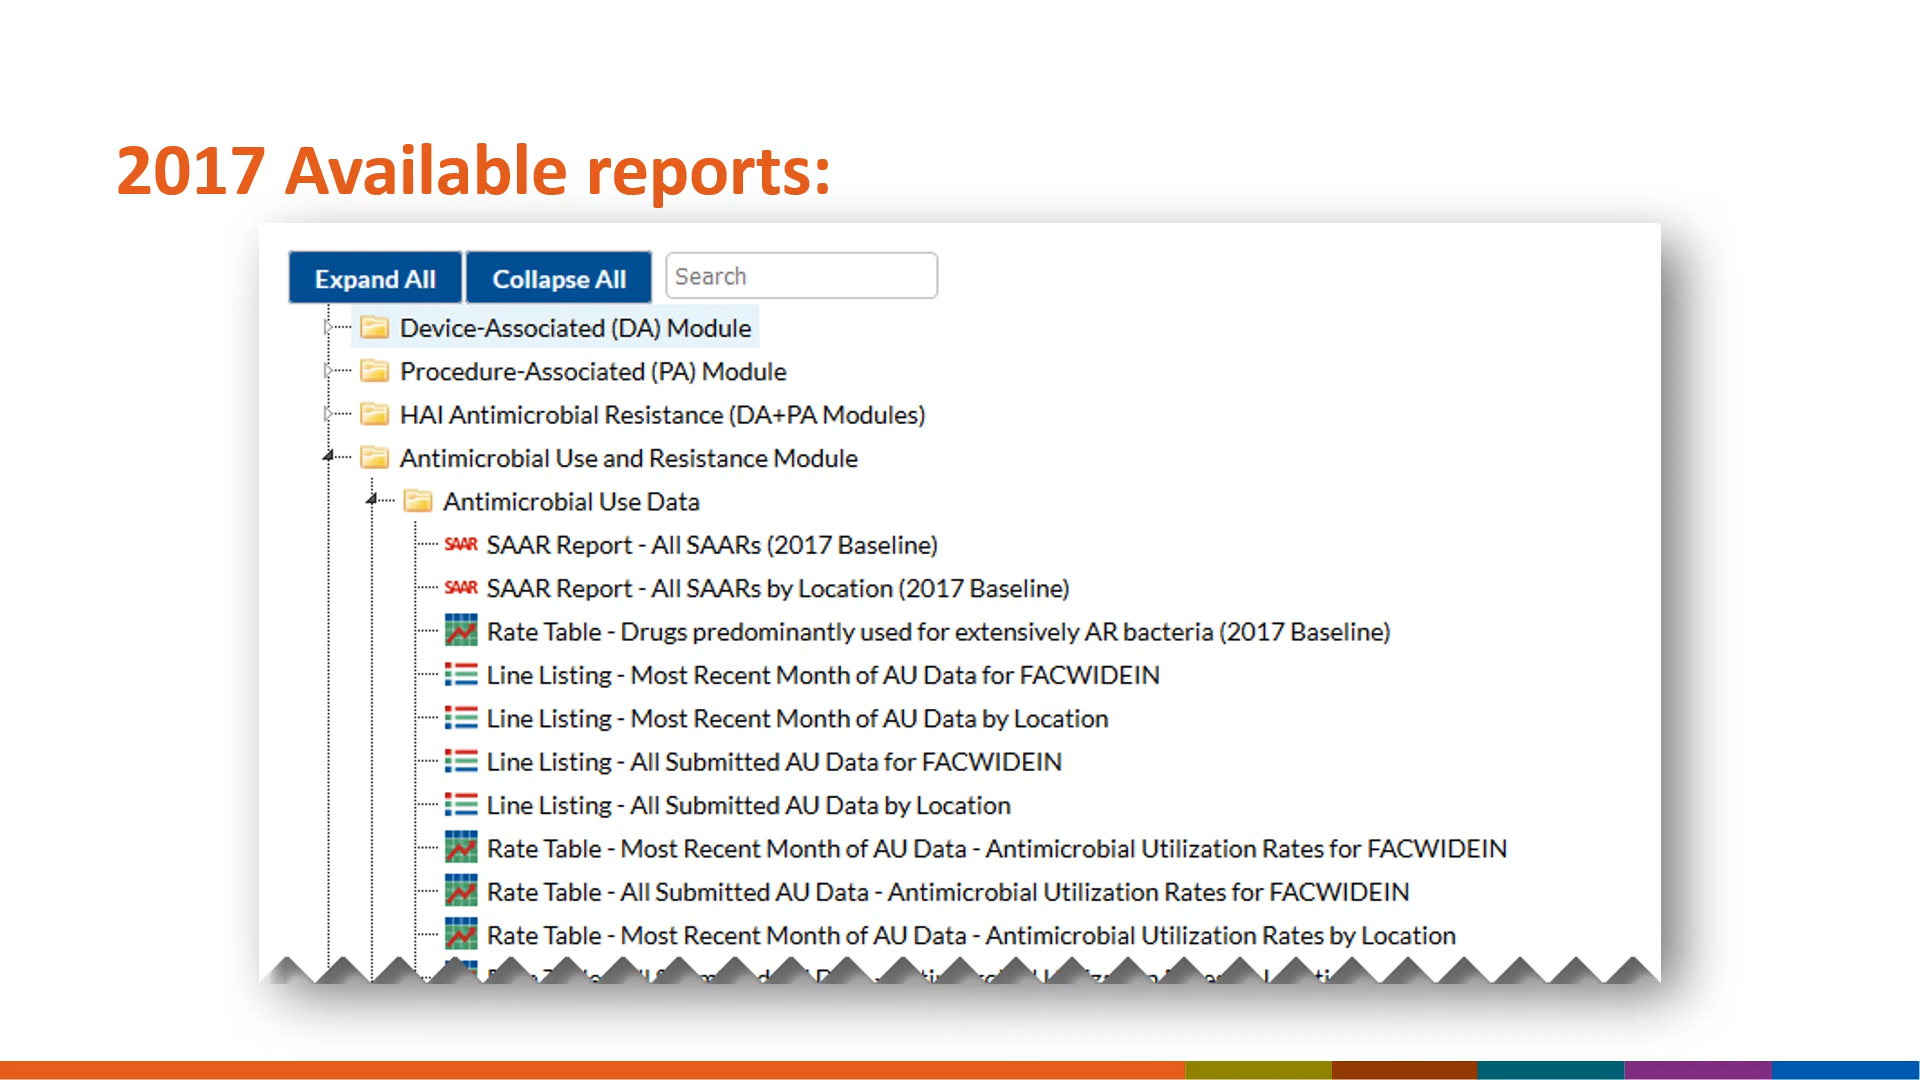 2017 Available reports:
Expand All
Collapse All
Search
Device-Associated (DA) Module
Procedure-Associated (PA) Module
HAI Antimicrobial Resistance (DA+PA Modules)
Antimicrobial Use and Resistance Module
Antimicrobial Use Data
SAAR SAAR Report - All SAARs (2017 Baseline)
SAAR SAAR Report - All SAARs by Location (2017 Baseline)
Rate Table - Drugs predominantly used for extensively AR bacteria (2017 Baseline)
Line Listing - Most Recent Month of AU Data for FACWIDEIN
Line Listing - Most Recent Month of AU Data by Location
Line Listing - All Submitted AU Data for FACWIDEIN
Line Listing - All Submitted AU Data by Location
Rate Table - Most Recent Month of AU Data - Antimicrobial Utilization Rates for FACWIDEIN
Rate Table - All Submitted AU Data - Antimicrobial Utilization Rates for FACWIDEIN
Rate Table - Most Recent Month of AU Data - Antimicrobial Utilization Rates by Location